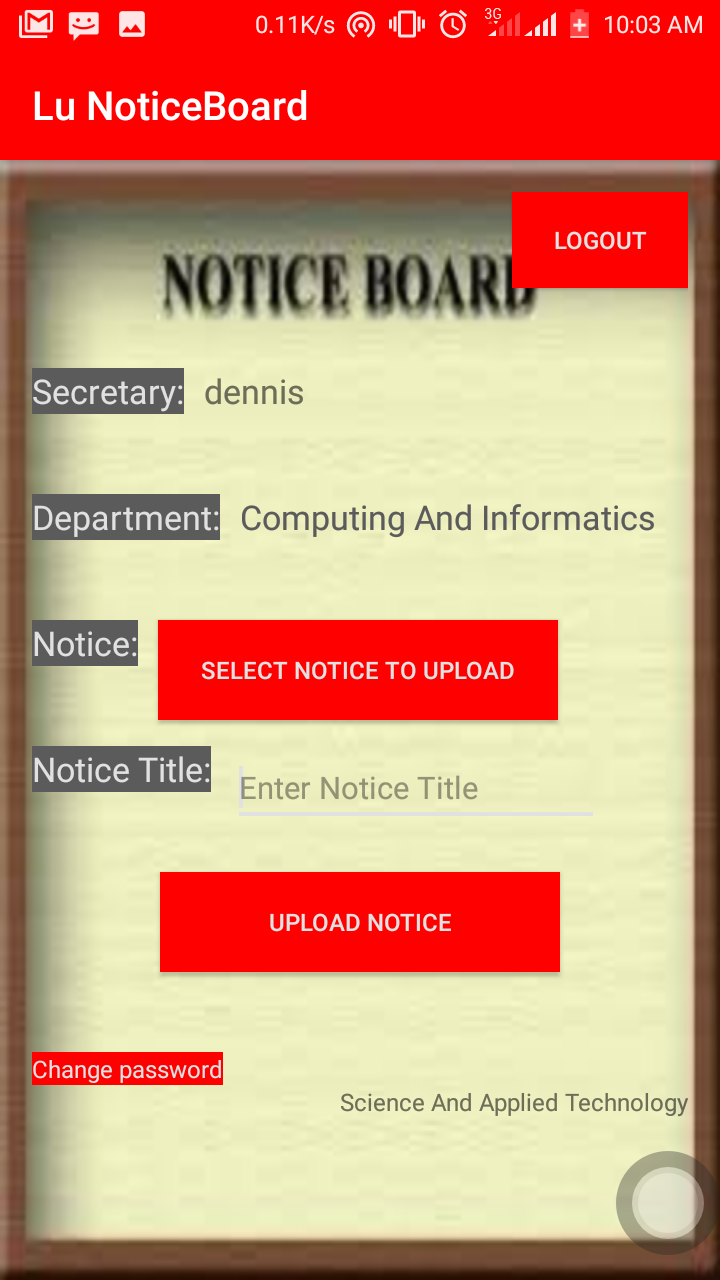 0.11K/s 3G 10:03 AM
Lu NoticeBoard
LOGOUT
NOTICE BOARD
Secretary: dennis
Department: Computing And Informatics
Notice: SELECT NOTICE TO UPLOAD
Notice Title: Enter Notice Title
UPLOAD NOTICE
Change password
Science And Applied Technology